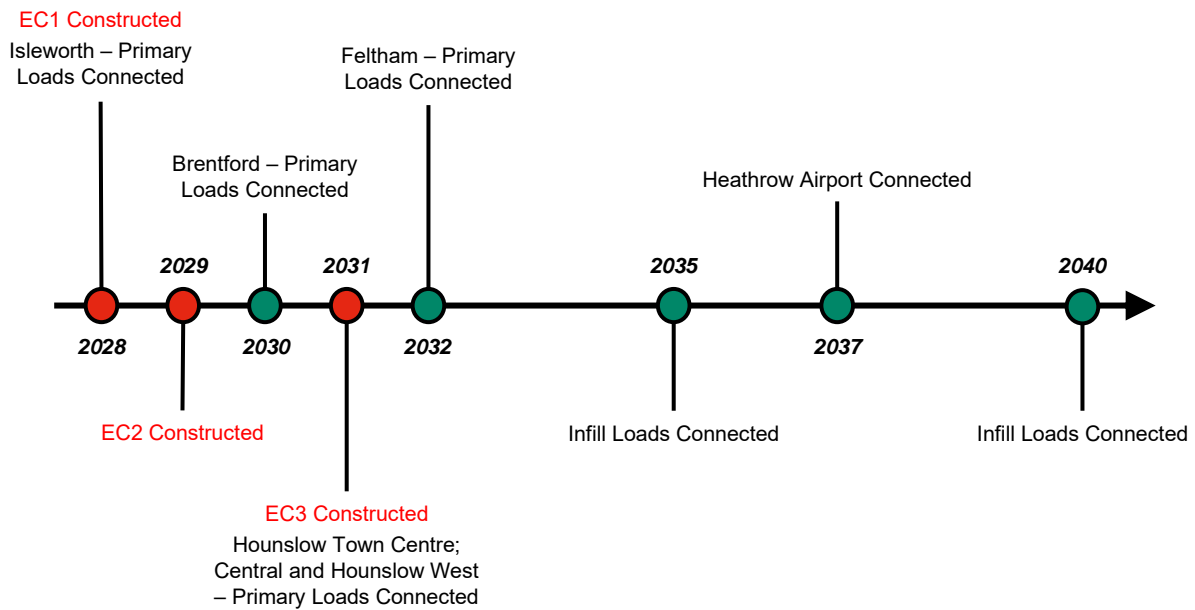 EC1 Constructed
Isleworth – Primary
Loads Connected
Feltham – Primary
Loads Connected
Brentford – Primary
Loads Connected
Heathrow Airport Connected
2029
2031
2035
2040
2028
2030
2032
2037
EC2 Constructed
Infill Loads Connected
Infill Loads Connected
EC3 Constructed
Hounslow Town Centre;
Central and Hounslow West
– Primary Loads Connected